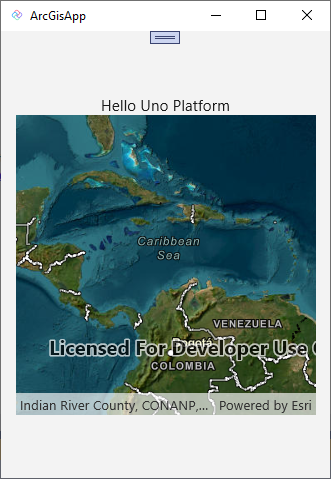 ArcGisApp
Hello Uno Platform
Caribbean
Sea
VENEZUELA
Bogotá
Licensed For Developer Use
COLOMBIA
Indian River County, CONANP,... Powered by Esri